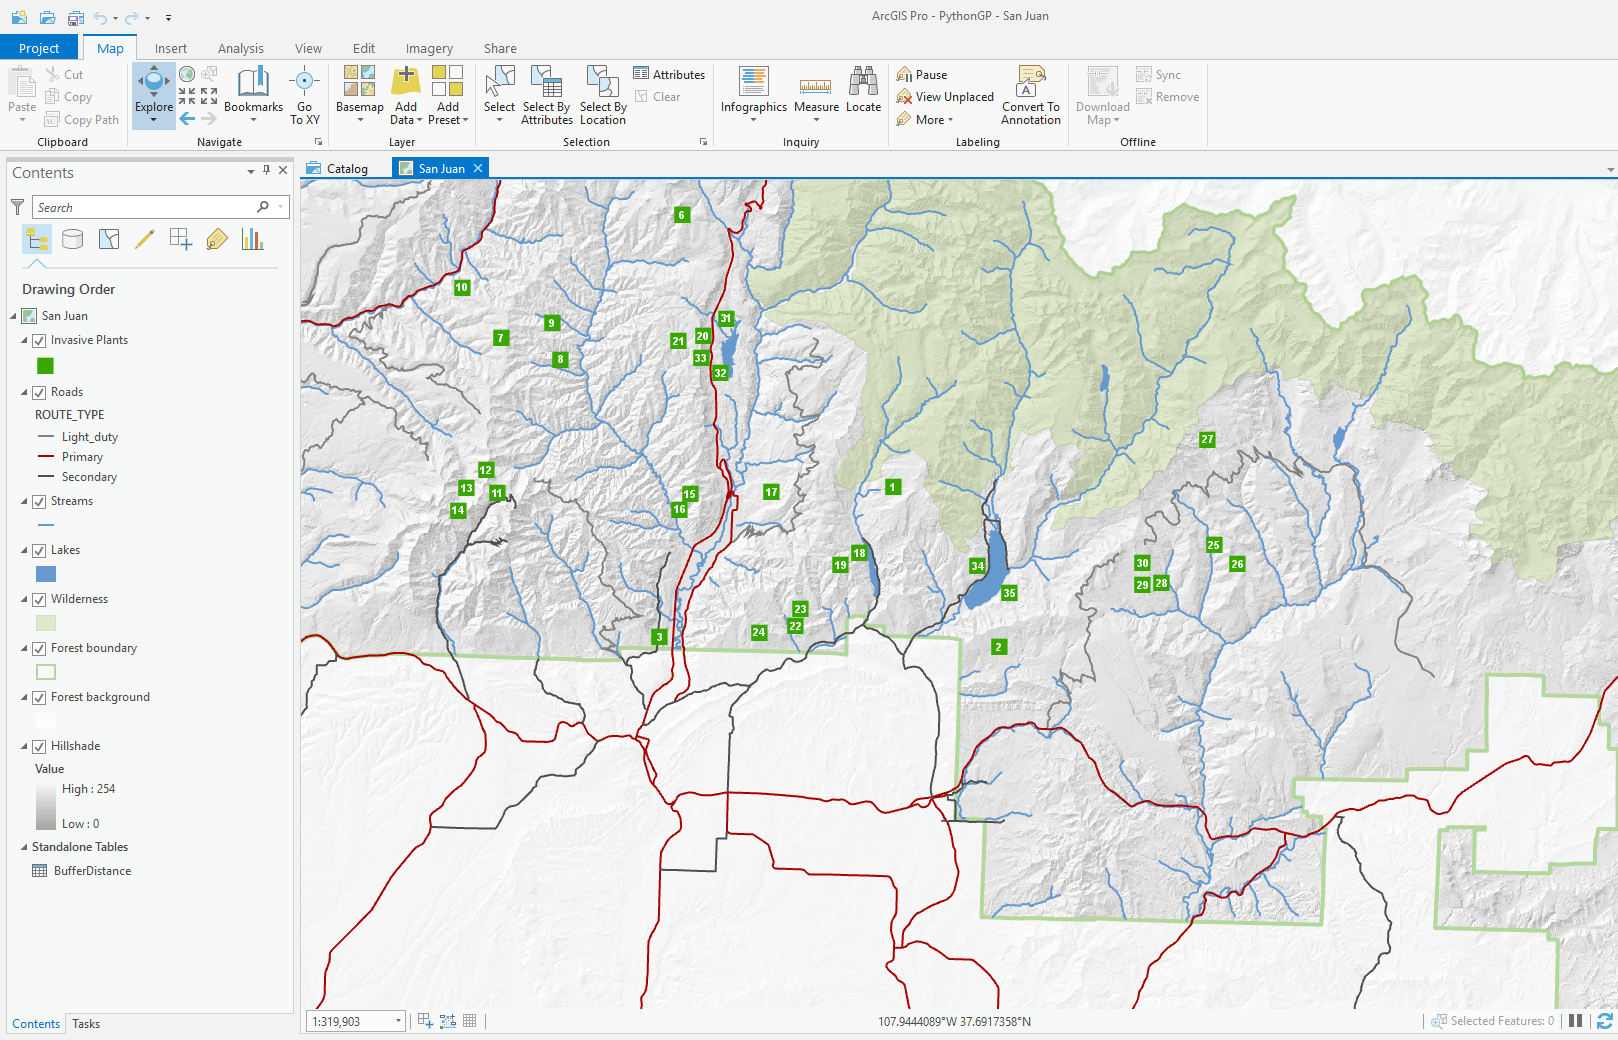 ArcGIS Pro - PythonGP - San Juan
Project Map Insert Analysis View Edit Imagery Share
Paste Cut Copy Copy Path
Clipboard
Explore Bookmarks Go To XY
Navigate
Basemap Add Data Add Preset
Layer
Select Select By Attributes Select By Location Attributes Clear
Selection
Infographics Measure Locate
Inquiry
Pause View Unplaced More Convert To Annotation
Labeling
Download Map Sync Remove
Offline
Contents
Search
Drawing Order
San Juan
Invasive Plants
Roads
ROUTE_TYPE
Light_duty
Primary
Secondary
Streams
Lakes
Wilderness
Forest boundary
Forest background
Hillshade
Value
High : 254
Low : 0
Standalone Tables
BufferDistance
Contents Tasks
Catalog San Juan
6
10
31
9
7
20
21
33
8
32
27
12
1
13
11
17
15
14
16
25
18
30
26
19
34
28
29
35
23
22
24
3
2
1:319,903
107.9444089°W 37.6917358°N
Selected Features: 0